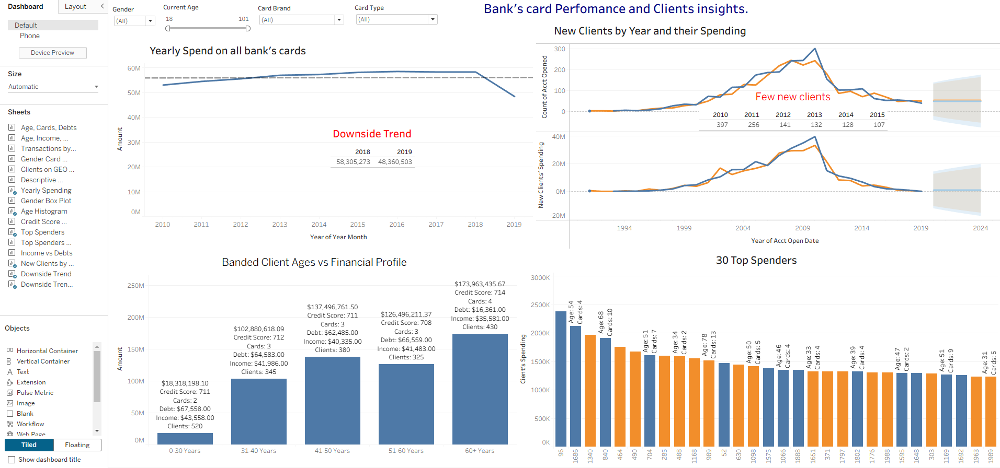 Dashboard
Layout
<
Default
Phone
Device Preview
Size
Automatic
Sheets
Age, Cards, Debts
Age, Income, ...
Transactions by...
Gender Card ...
Clients on GEO ...
Descriptive ...
Yearly Spending
Gender Box Plot
Age Histogram
Credit Score ...
Top Spenders
Top Spenders ...
Income vs Debts
New Clients by ...
Downside Trend
Downside Tren...
Objects
Horizontal Container
Vertical Container
A Text
Extension
Pulse Metric
Image
Blank
Workflow
Web Page
Tiled
Floating
Show dashboard title
Gender
(All)
Current Age
18 101
Card Brand
(All)
Card Type
(All)
Bank's card Perfomance and Clients insights.
Yearly Spend on all bank's cards
60M
50M
40M
30M
20M
10M
0M
Amount
Downside Trend
2018 2019
58,305,273 48,360,503
2010 2011 2012 2013 2014 2015 2016 2017 2018 2019
Year of Year Month
New Clients by Year and their Spending
300
200
100
0
Count of Acct Opened
Few new clients
2010 2011 2012 2013 2014 2015
397 256 141 132 128 107
40M
20M
0M
-20M
New Clients' Spending
1994 1999 2004 2009 2014 2019 2024
Year of Acct Open Date
Banded Client Ages vs Financial Profile
250M
200M
150M
100M
50M
0M
Amount
$18,318,198.10
Credit Score: 711
Cards: 2
Debt: $67,558.00
Income: $43,558.00
Clients: 520
$102,880,618.09
Credit Score: 712
Cards: 3
Debt: $64,583.00
Income: $41,986.00
Clients: 345
$137,496,761.50
Credit Score: 711
Cards: 3
Debt: $62,485.00
Income: $40,335.00
Clients: 380
$126,496,211.37
Credit Score: 708
Cards: 3
Debt: $66,559.00
Income: $41,483.00
Clients: 325
$173,963,435.67
Credit Score: 714
Cards: 4
Debt: $16,361.00
Income: $35,581.00
Clients: 430
0-30 Years 31-40 Years 41-50 Years 51-60 Years 60+ Years
30 Top Spenders
3000K
2500K
2000K
1500K
1000K
500K
0K
Cient's Spending
Age: 54
Cards: 4
Age: 68
Cards: 10
Age: 51
Cards: 7
Age: 34
Cards: 2
Age: 78
Cards: 13
Age: 50
Cards: 5
Age: 46
Cards: 4
Age: 33
Cards: 4
Age: 39
Cards: 4
Age: 47
Cards: 2
Age: 51
Cards: 9
Age: 31
Cards: 5
96 1686 1340 840 464 490 704 285 488 1168 989 52 630 1098 1575 1066 1888 1651 371 1797 1802 1776 1988 1595 1648 303 1169 1692 1963 1989